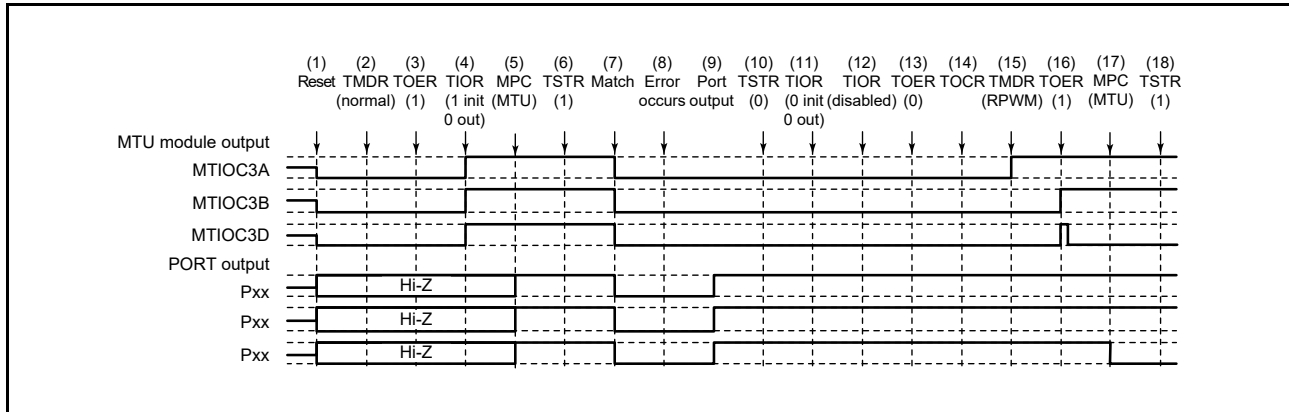 (1) (2) (3) (4) (5) (6) (7) (8) (9) (10) (11) (12) (13) (14) (15) (16) (17) (18)
Reset TMDR TOER TIOR MPC TSTR Match Error Port TSTR TIOR TIOR TOER TOCR TMDR TOER MPC TSTR
(normal) (1) (1 init (MTU) (1) occurs output (0) (0 init (disabled) (0) (RPWM) (1) (MTU) (1)
0 out) 0 out)
MTU module output
MTIOC3A
MTIOC3B
MTIOC3D
PORT output
Pxx Hi-Z
Pxx Hi-Z
Pxx Hi-Z